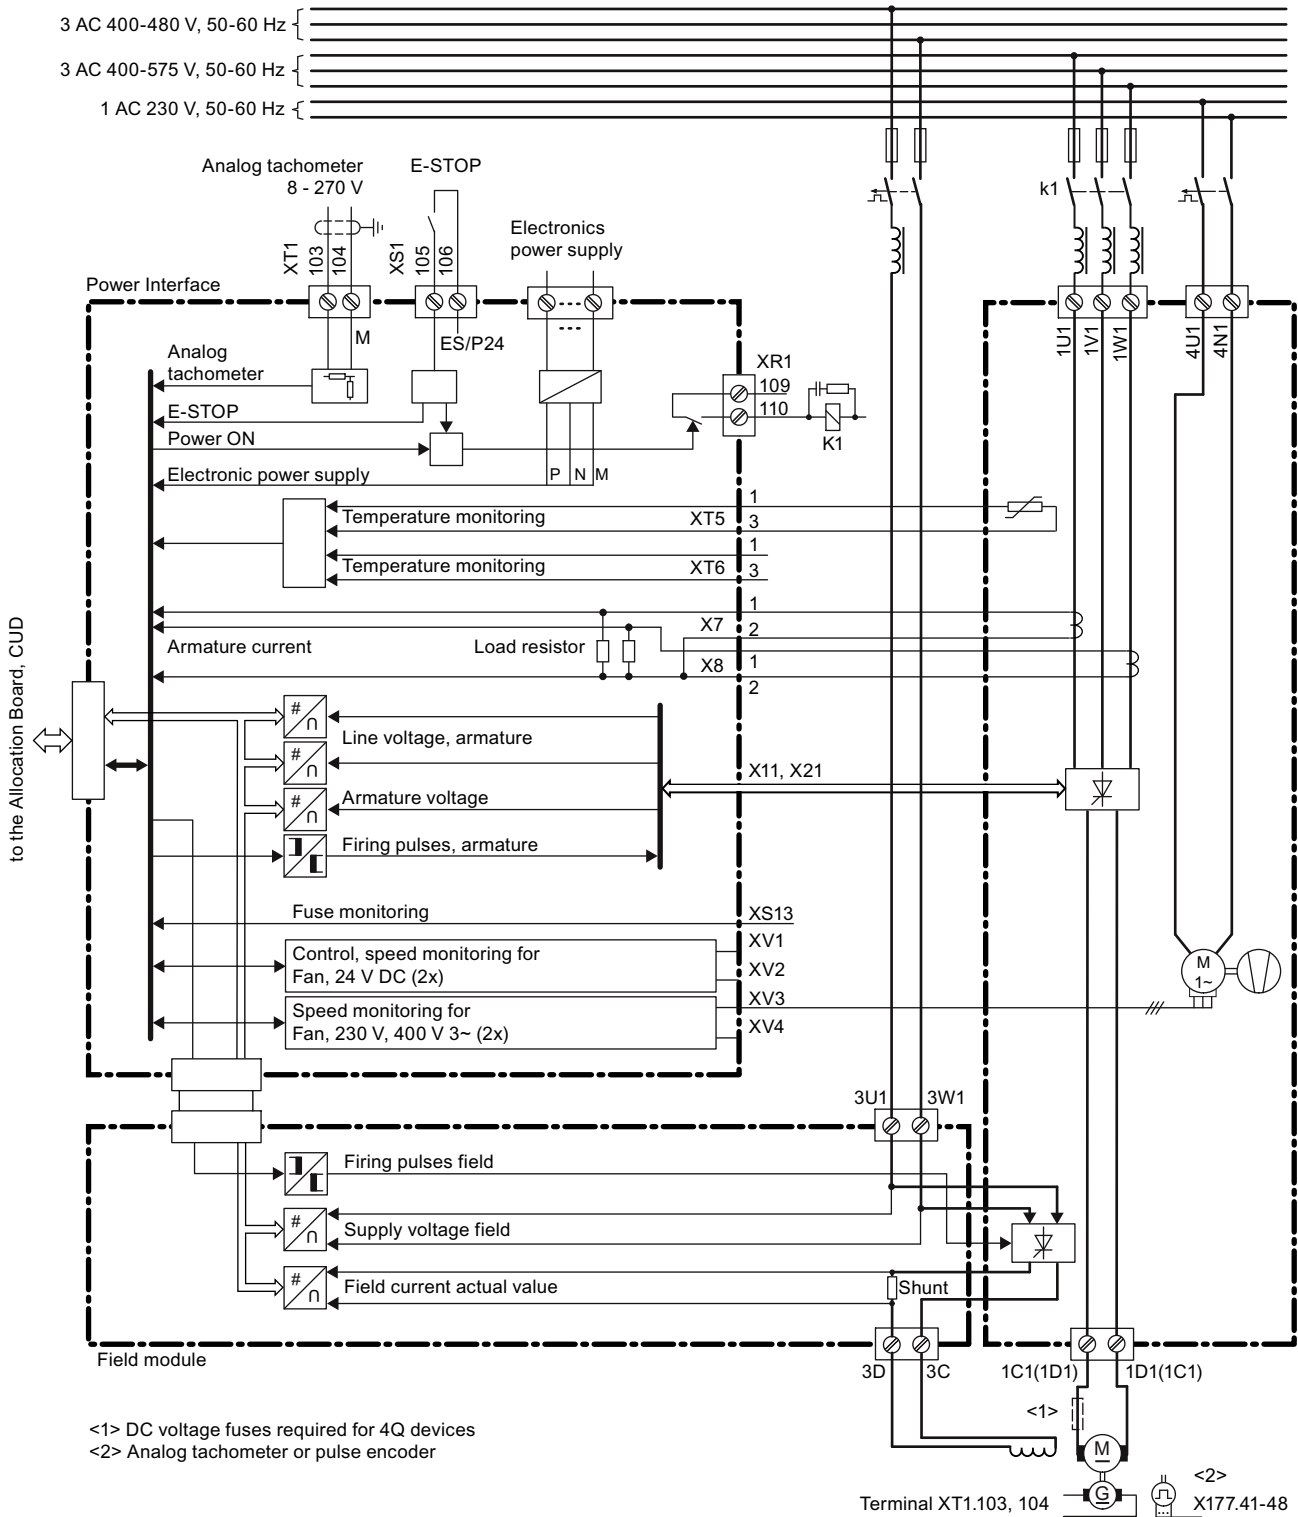 3 AC 400-480 V, 50-60 Hz
3 AC 400-575 V, 50-60 Hz
1 AC 230 V, 50-60 Hz
Analog tachometer
8 - 270 V
E-STOP
k1
Electronics
power supply
XT1
103
104
XS1
105
106
Power Interface
M
ES/P24
1U1
1V1
1W1
4U1
4N1
Analog
tachometer
XR1
109
110
K1
E-STOP
Power ON
Electronic power supply
P
N
M
1
Temperature monitoring
XT5
3
1
Temperature monitoring
XT6
3
1
X7
2
Armature current
Load resistor
X8
1
2
to the Allocation Board, CUD
#
∩
Line voltage, armature
#
∩
X11, X21
#
∩
Armature voltage
Firing pulses, armature
Fuse monitoring
XS13
XV1
Control, speed monitoring for
Fan, 24 V DC (2x)
XV2
M
1~
XV3
Speed monitoring for
Fan, 230 V, 400 V 3~ (2x)
XV4
3U1
3W1
Firing pulses field
#
∩
Supply voltage field
#
∩
Field current actual value
Shunt
Field module
3D
3C
1C1(1D1)
1D1(1C1)
<1>
<1> DC voltage fuses required for 4Q devices
<2> Analog tachometer or pulse encoder
M
<2>
G
Terminal XT1.103, 104
X177.41-48